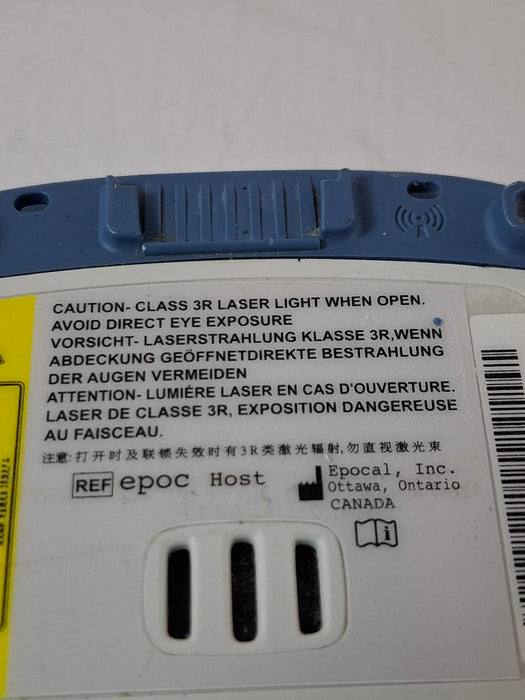 CAUTION- CLASS 3R LASER LIGHT WHEN OPEN.
AVOID DIRECT EYE EXPOSURE
VORSICHT- LASERSTRAHLUNG KLASSE 3R,WENN
ABDECKUNG GEÖFFNETDIREKTE BESTRAHLUNG
DER AUGEN VERMEIDEN
ATTENTION- LUMIÉRE LASER EN CAS D'OUVERTURE.
LASER DE CLASSE 3R, EXPOSITION DANGEREUSE
AU FAISCEAU.
注意:打开时及联锁失效时有3R类激光辐射,勿直视激光束
REF epoc Host
Epocal, Inc.
Ottawa, Ontario
CANADA